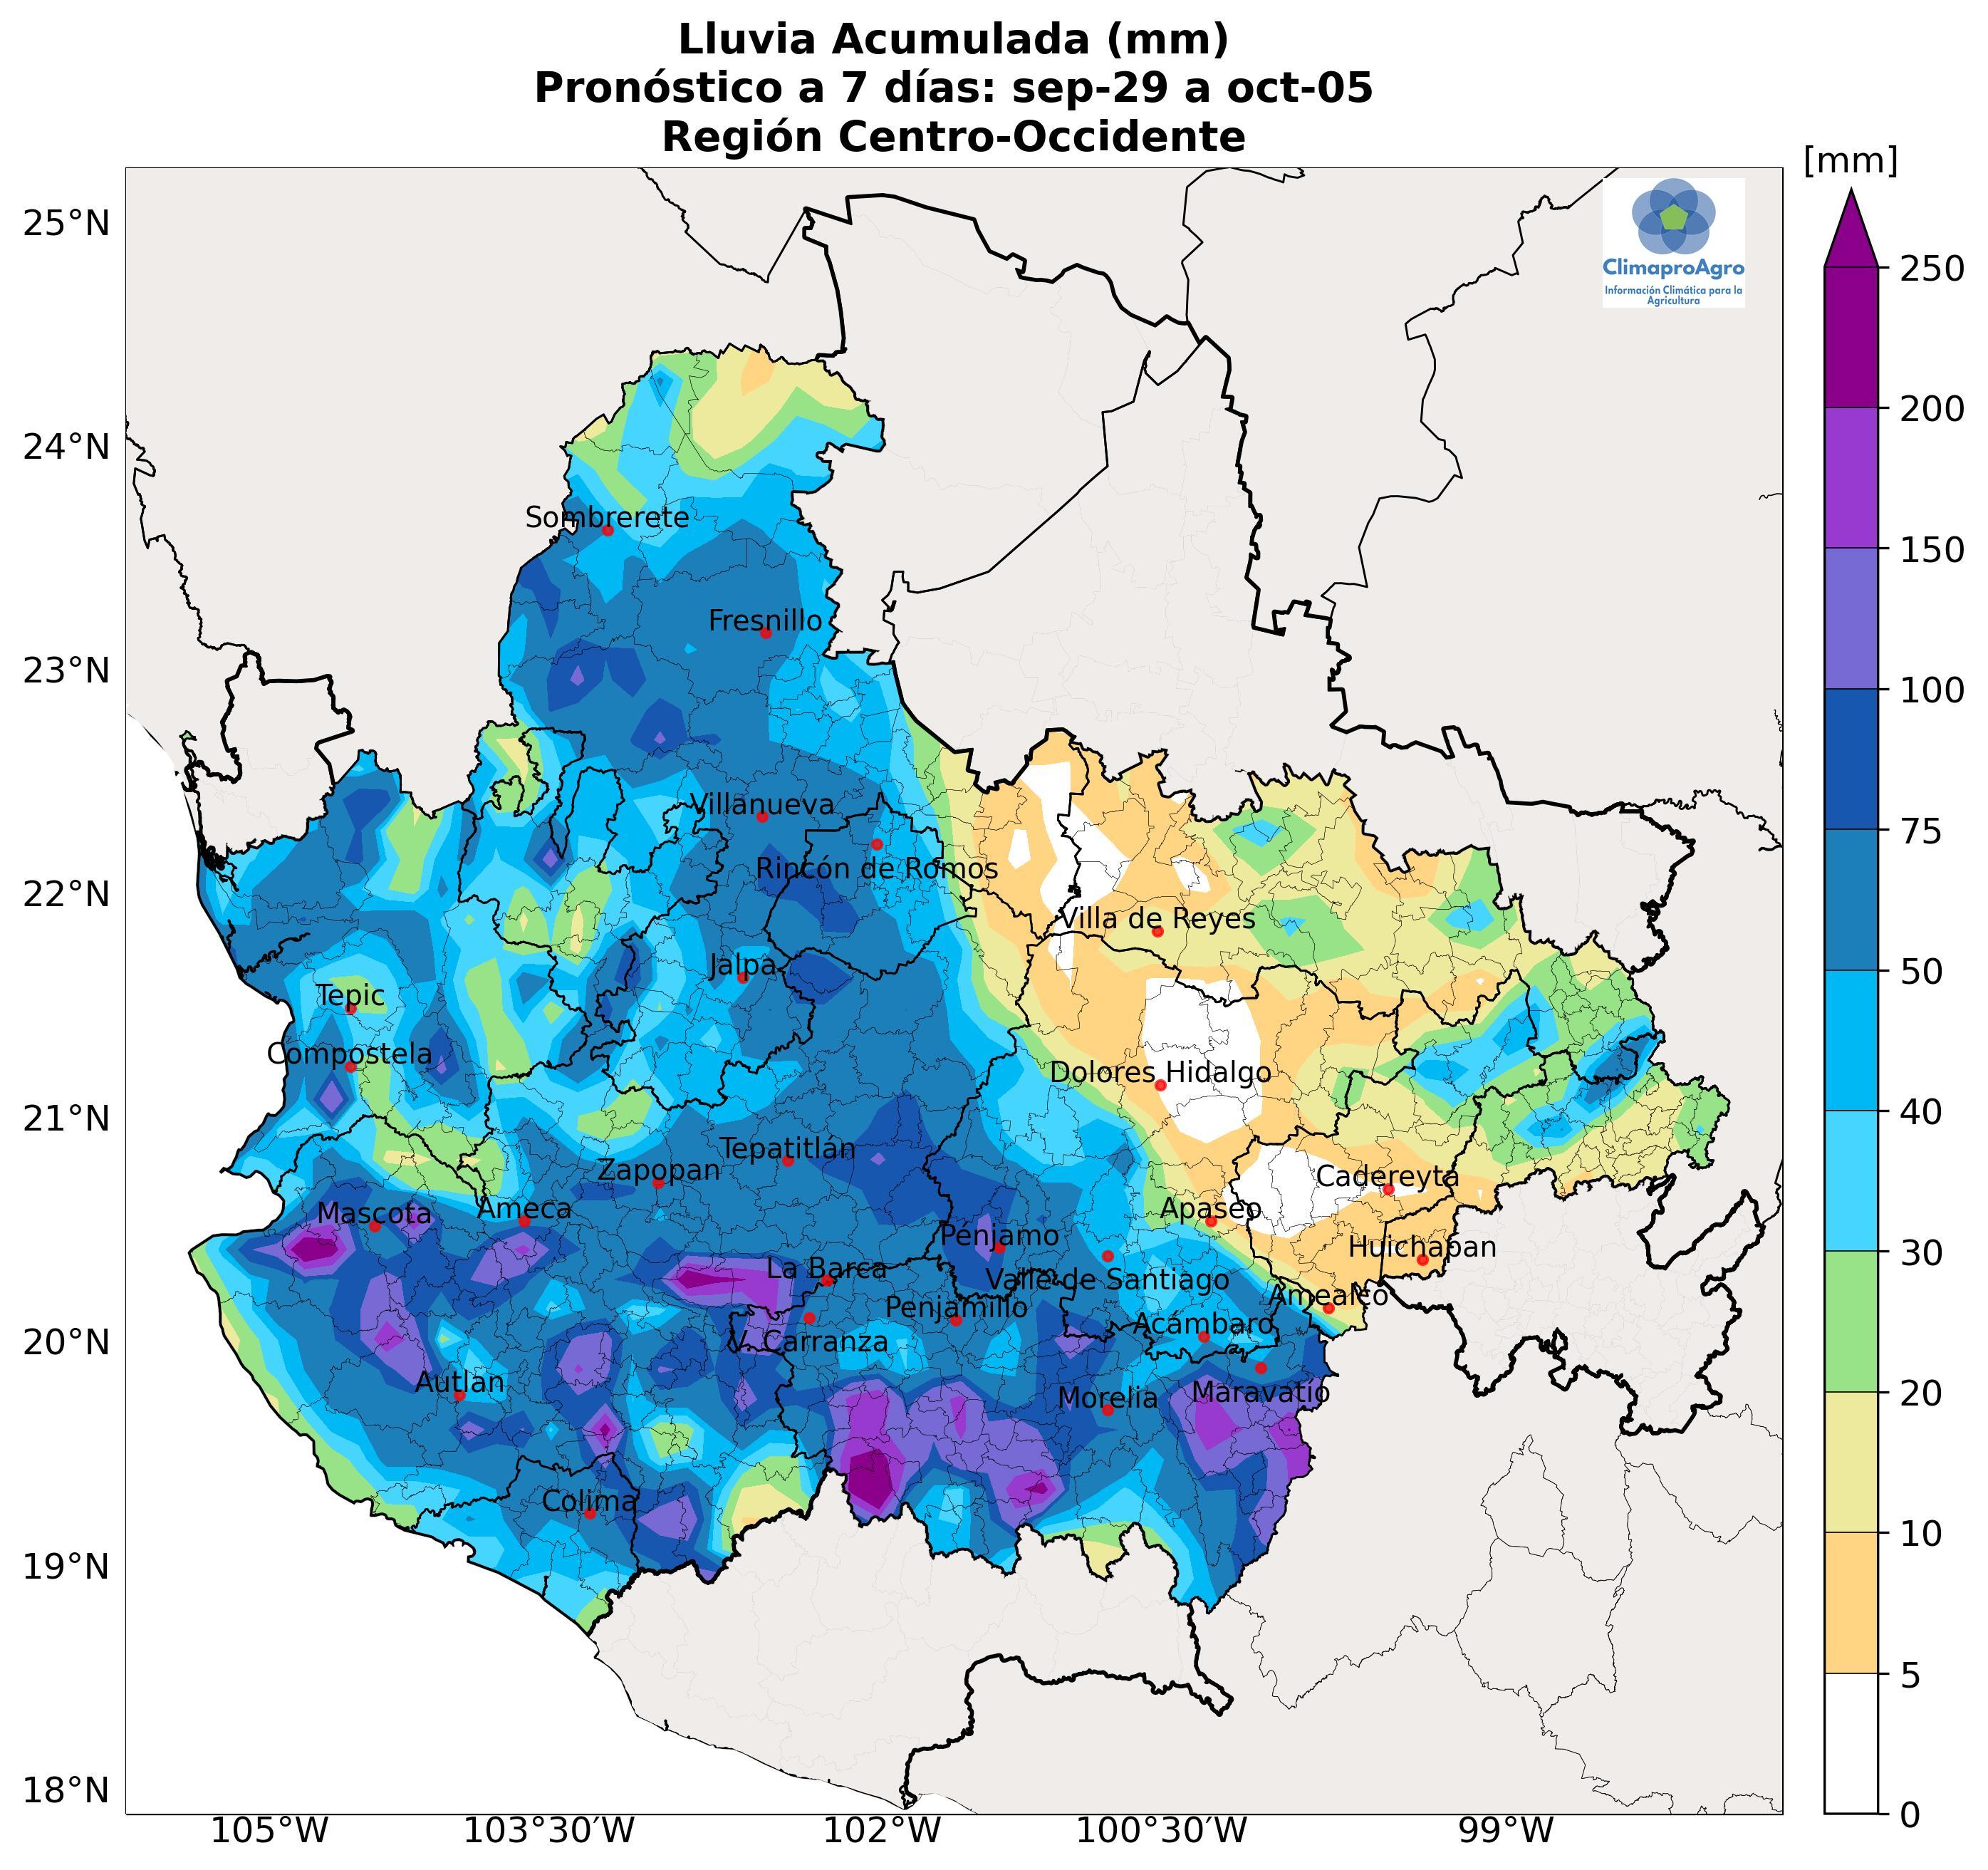 Lluvia Acumulada (mm)
Pronóstico a 7 días: sep-29 a oct-05
Región Centro-Occidente
[mm]
ClimaproAgro
Información Climática para la
Agricultura
25°N
24°N
23°N
22°N
21°N
20°N
19°N
18°N
250
200
150
100
75
50
40
30
20
10
5
0
Sombrerete
Fresnillo
Villanueva
Rincón de Romos
Villa de Reyes
Jalpa
Tepic
Compostela
Dolores Hidalgo
Tepatitlán
Zapopan
Cadereyta
Mascota
Ameca
Apaseo
Penjamo
Huichapan
La Barca
Valle de Santiago
Amealco
Penjamillo
Acámbaro
V. Carranza
Autlan
Morelia
Maravatío
Colima
105°W
103°30'W
102°W
100°30'W
99°W